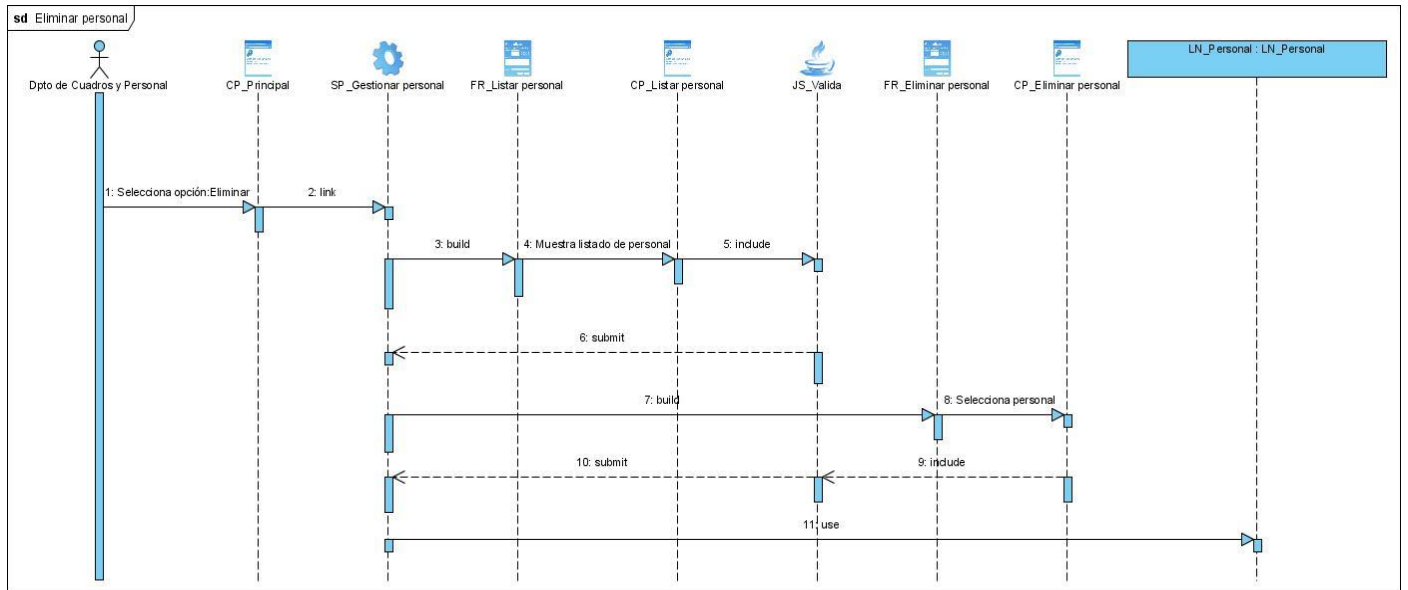 sd Eliminar personal
Dpto de Cuadros y Personal
CP_Principal
SP_Gestionar personal
FR_Listar personal
CP_Listar personal
JS_Valida
FR_Eliminar personal
CP_Eliminar personal
LN_Personal : LN_Personal
1: Selecciona opción:Eliminar
2: link
3: build
4: Muestra listado de personal
5: include
6: submit
7: build
8: Selecciona personal
10: submit
9: include
11: use